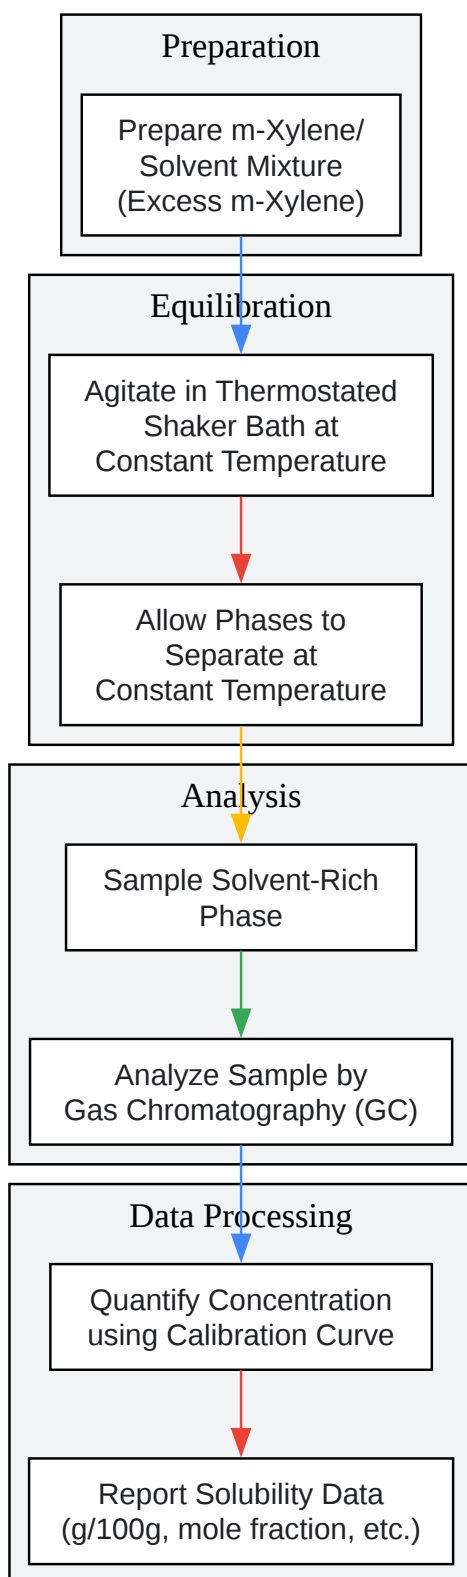 Preparation
Prepare m-Xylene/
Solvent Mixture
(Excess m-Xylene)
Equilibration
Agitate in Thermostated
Shaker Bath at
Constant Temperature
Allow Phases to
Separate at
Constant Temperature
Analysis
Sample Solvent-Rich
Phase
Analyze Sample by
Gas Chromatography (GC)
Data Processing
Quantify Concentration
using Calibration Curve
Report Solubility Data
(g/100g, mole fraction, etc.)